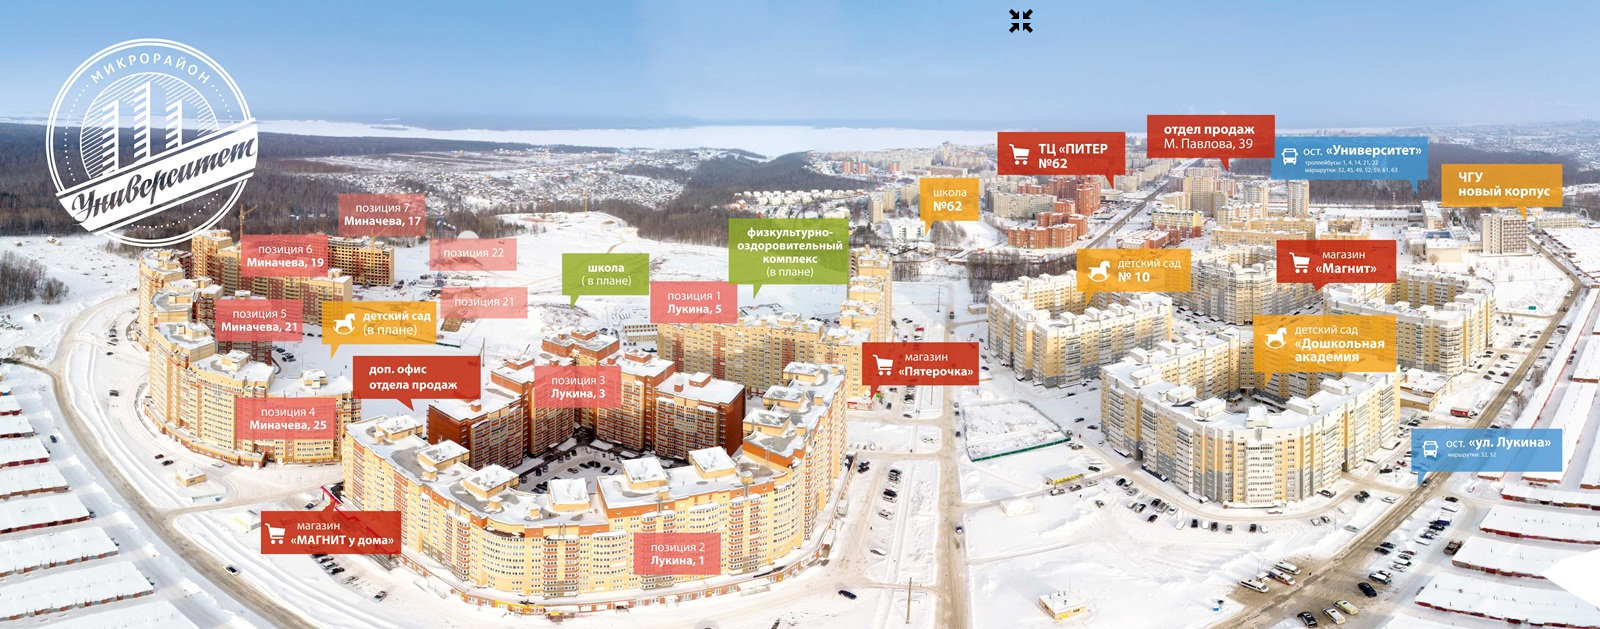 МИКРОРАЙОН
Университет
позиция 7
Миначева, 17
позиция 6
Миначева, 19
позиция 22
позиция 21
позиция 5
Миначева, 21
детский сад
(в плане)
школа
( в плане)
физкультурно-
оздоровительный
комплекс
(в плане)
позиция 1
Лукина, 5
доп. офис
отдела продаж
позиция 3
Лукина, 3
позиция 4
Миначева, 25
магазин
«Пятерочка»
магазин
«МАГНИТ у дома»
позиция 2
Лукина, 1
школа
№62
ТЦ «ПИТЕР
№62
отдел продаж
М. Павлова, 39
ост. «Университет»
троллейбусы: 1, 4, 14, 21, 22
маршрутки: 32, 45, 49, 52, 59, 61, 63
ЧГУ
новый корпус
детский сад
№ 10
магазин
«Магнит»
детский сад
«Дошкольная
академия
ост. «ул. Лукина»
маршрутки: 32, 52